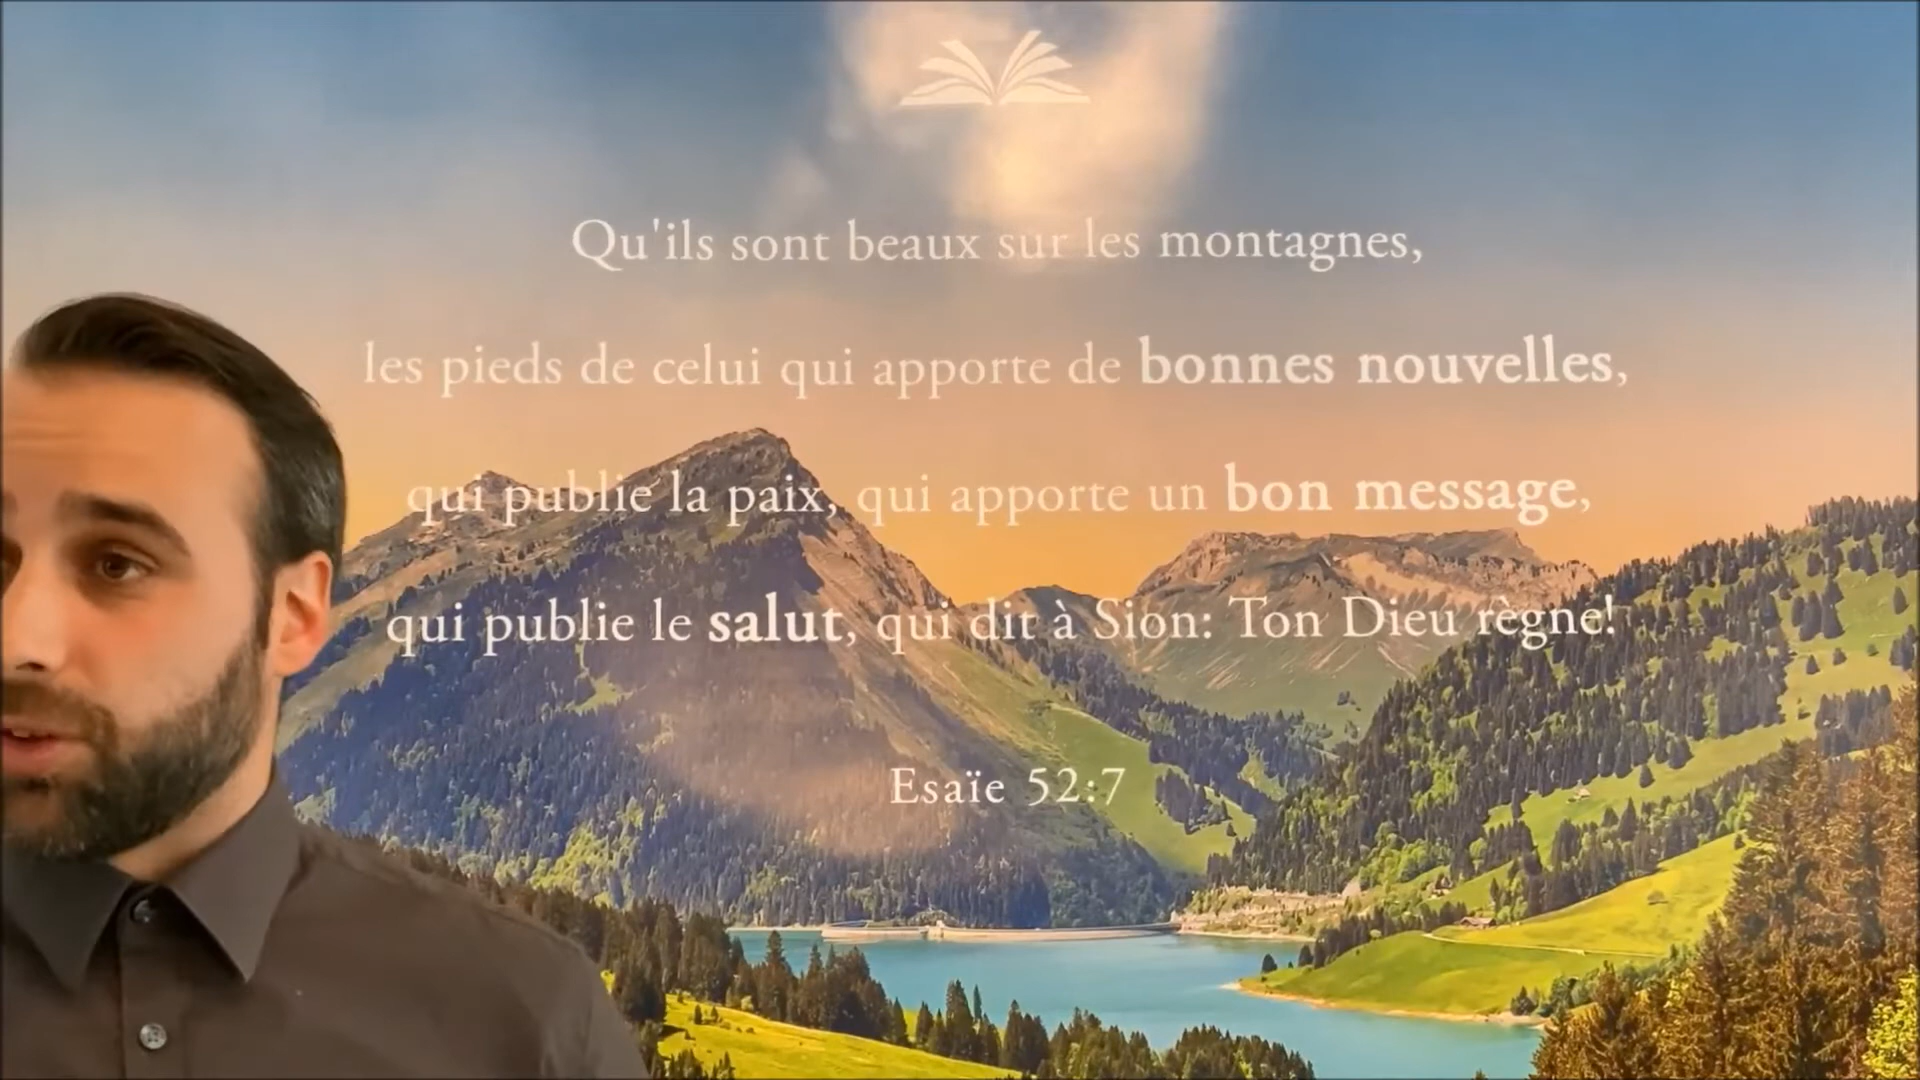 Qu'ils sont beaux sur les montagnes,
les pieds de celui qui apporte de bonnes nouvelles,
qui publie la paix, qui apporte un bon message,
qui publie le salut, qui dit à Sion: Ton Dieu règne!
Esaïe 52:7